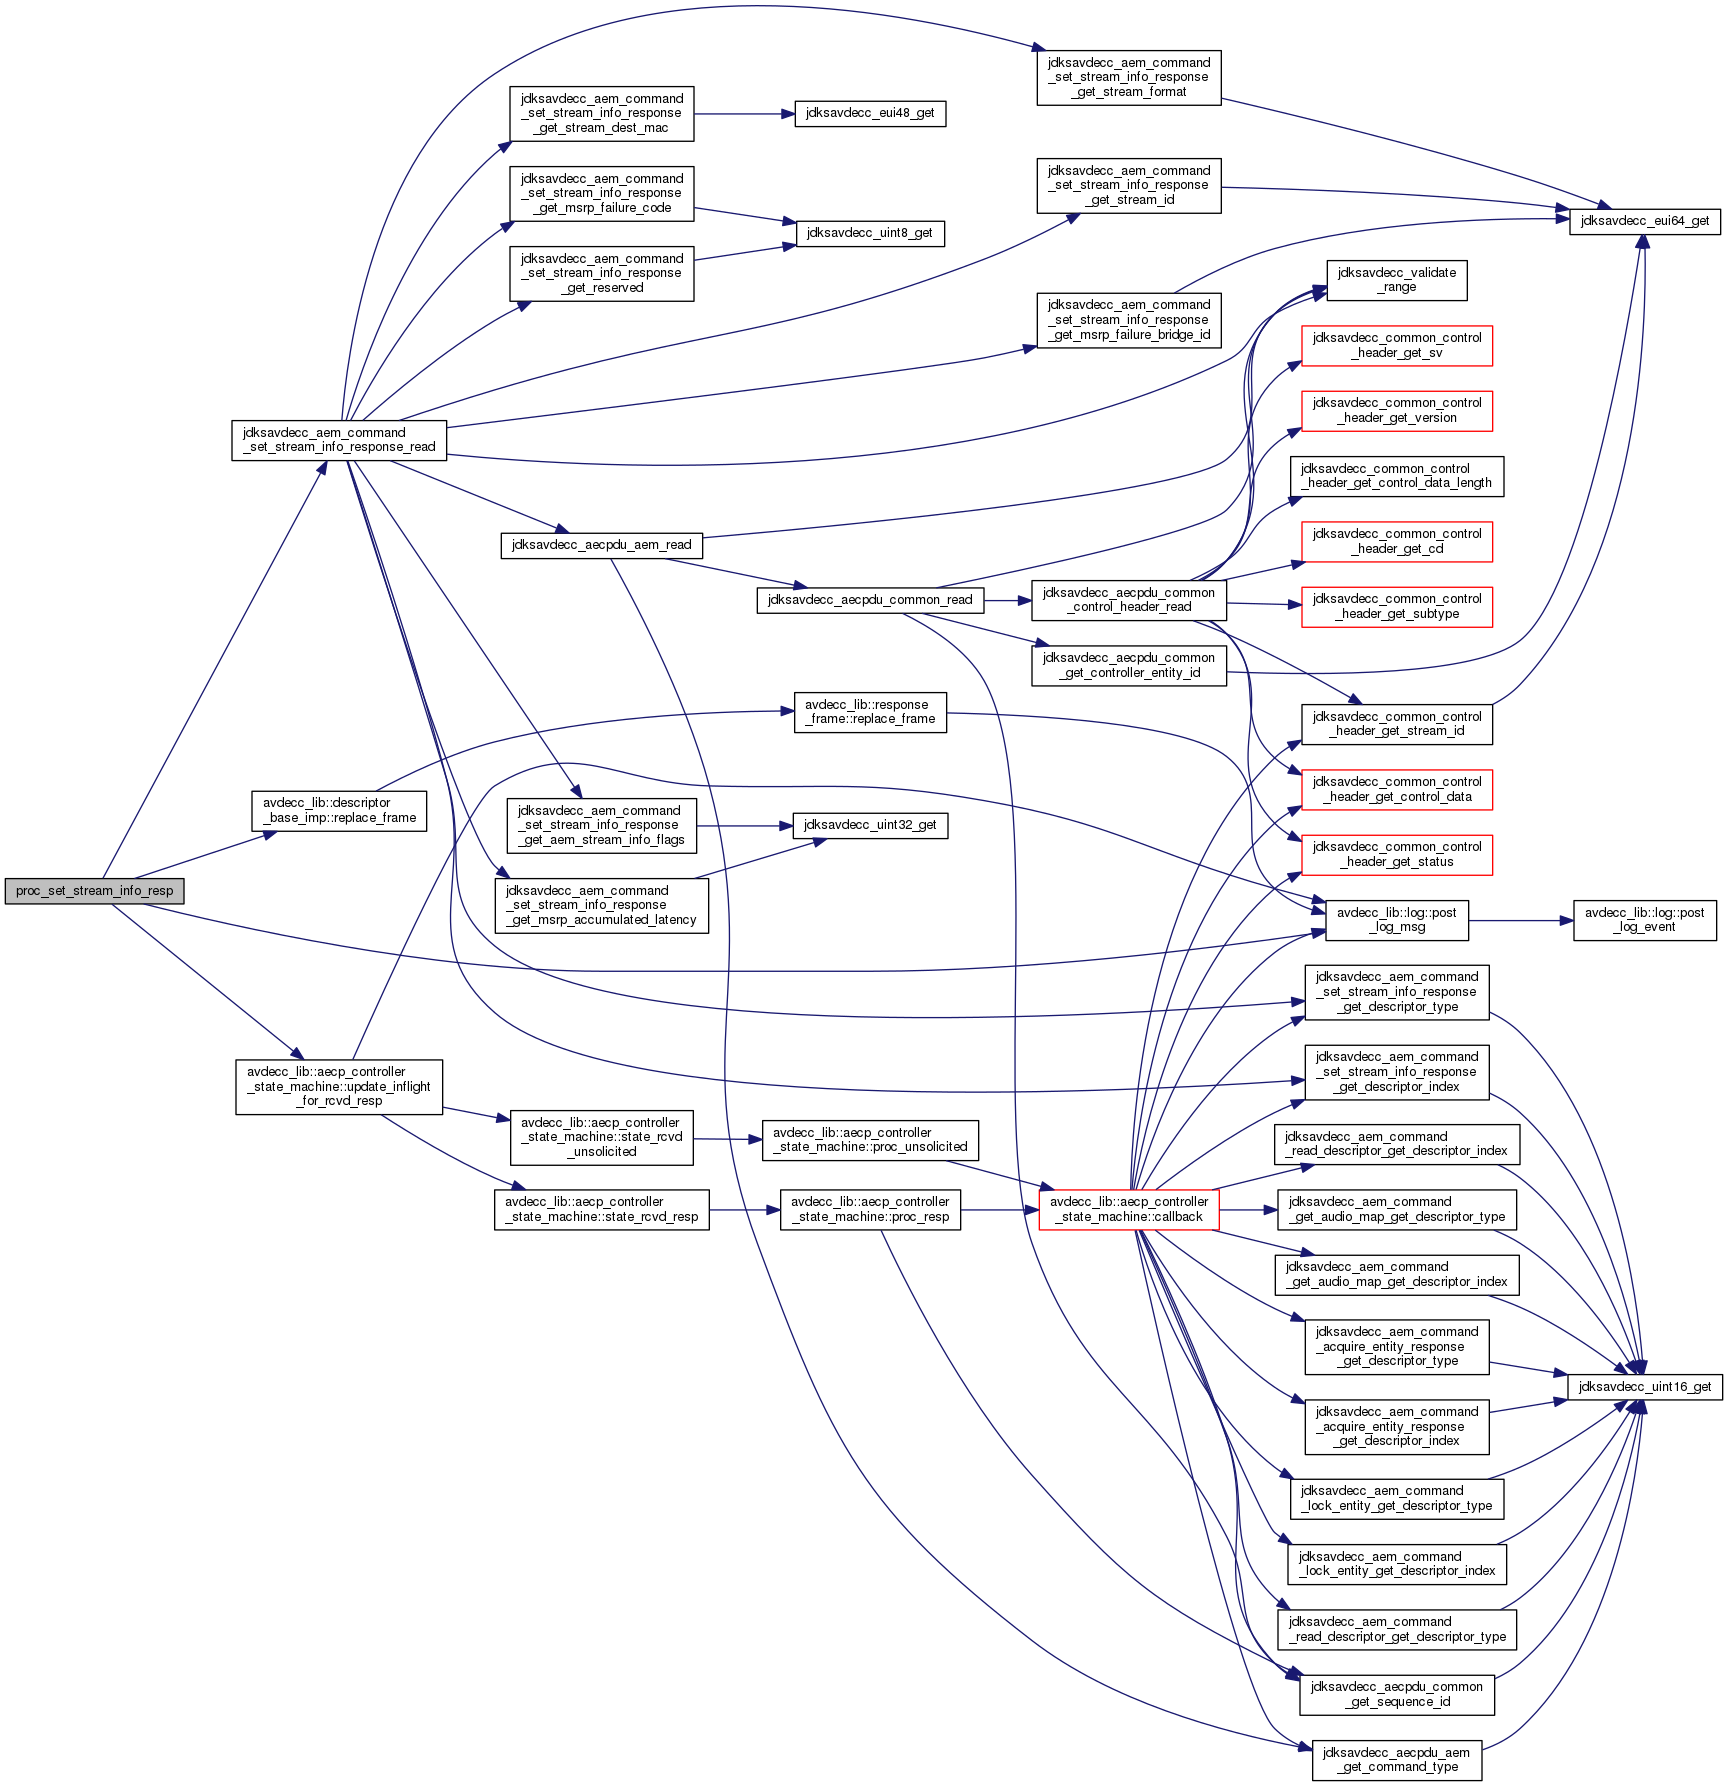 proc_set_stream_info_resp
jdksavdecc_aem_command
_set_stream_info_response_read
avdecc_lib::descriptor
_base_imp::replace_frame
avdecc_lib::aecp_controller
_state_machine::update_inflight
_for_rcvd_resp
jdksavdecc_aem_command
_set_stream_info_response
_get_stream_dest_mac
jdksavdecc_aem_command
_set_stream_info_response
_get_msrp_failure_code
jdksavdecc_aem_command
_set_stream_info_response
_get_reserved
jdksavdecc_aecpdu_aem_read
jdksavdecc_aem_command
_set_stream_info_response
_get_aem_stream_info_flags
jdksavdecc_aem_command
_set_stream_info_response
_get_msrp_accumulated_latency
avdecc_lib::aecp_controller
_state_machine::state_rcvd
_unsolicited
avdecc_lib::aecp_controller
_state_machine::state_rcvd_resp
jdksavdecc_eui48_get
jdksavdecc_uint8_get
jdksavdecc_aecpdu_common_read
avdecc_lib::response
_frame::replace_frame
jdksavdecc_uint32_get
avdecc_lib::aecp_controller
_state_machine::proc_unsolicited
avdecc_lib::aecp_controller
_state_machine::proc_resp
jdksavdecc_aem_command
_set_stream_info_response
_get_stream_format
jdksavdecc_aem_command
_set_stream_info_response
_get_stream_id
jdksavdecc_aem_command
_set_stream_info_response
_get_msrp_failure_bridge_id
jdksavdecc_aecpdu_common
_control_header_read
jdksavdecc_aecpdu_common
_get_controller_entity_id
avdecc_lib::aecp_controller
_state_machine::callback
jdksavdecc_validate
_range
jdksavdecc_common_control
_header_get_sv
jdksavdecc_common_control
_header_get_version
jdksavdecc_common_control
_header_get_control_data_length
jdksavdecc_common_control
_header_get_cd
jdksavdecc_common_control
_header_get_subtype
jdksavdecc_common_control
_header_get_stream_id
jdksavdecc_common_control
_header_get_control_data
jdksavdecc_common_control
_header_get_status
avdecc_lib::log::post
_log_msg
jdksavdecc_aem_command
_set_stream_info_response
_get_descriptor_type
jdksavdecc_aem_command
_set_stream_info_response
_get_descriptor_index
jdksavdecc_aem_command
_read_descriptor_get_descriptor_index
jdksavdecc_aem_command
_get_audio_map_get_descriptor_type
jdksavdecc_aem_command
_get_audio_map_get_descriptor_index
jdksavdecc_aem_command
_acquire_entity_response
_get_descriptor_type
jdksavdecc_aem_command
_acquire_entity_response
_get_descriptor_index
jdksavdecc_aem_command
_lock_entity_get_descriptor_type
jdksavdecc_aem_command
_lock_entity_get_descriptor_index
jdksavdecc_aem_command
_read_descriptor_get_descriptor_type
jdksavdecc_aecpdu_common
_get_sequence_id
jdksavdecc_aecpdu_aem
_get_command_type
jdksavdecc_eui64_get
avdecc_lib::log::post
_log_event
jdksavdecc_uint16_get